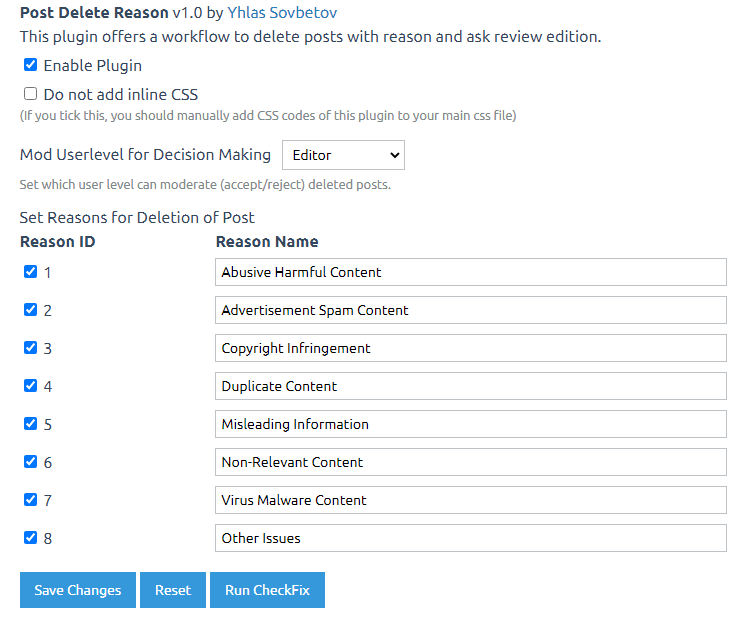 Post Delete Reason v1.0 by Yhlas Sovbetov
This plugin offers a workflow to delete posts with reason and ask review edition.
Enable Plugin
Do not add inline CSS
(If you tick this, you should manually add CSS codes of this plugin to your main css file)
Mod Userlevel for Decision Making Editor
Set which user level can moderate (accept/reject) deleted posts.
Set Reasons for Deletion of Post
Reason ID Reason Name
1 Abusive Harmful Content
2 Advertisement Spam Content
3 Copyright Infringement
4 Duplicate Content
5 Misleading Information
6 Non-Relevant Content
7 Virus Malware Content
8 Other Issues
Save Changes Reset Run CheckFix